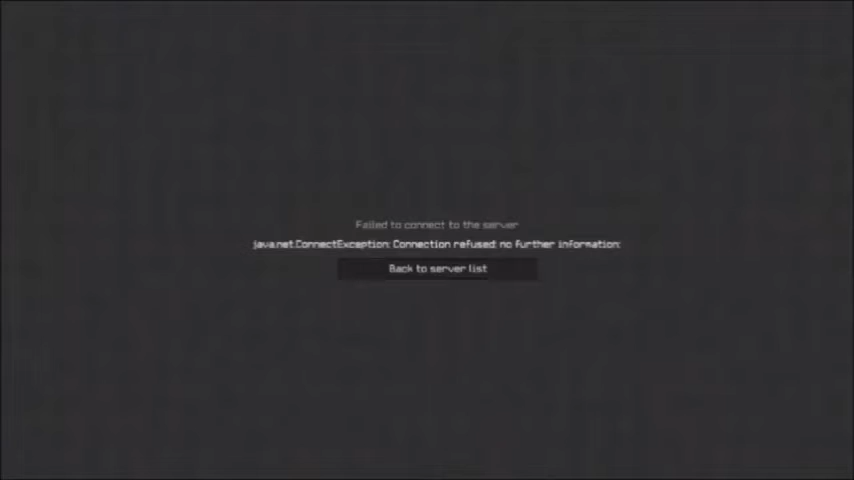 Failed to connect to the server
java.net.ConnectException: Connection refused: no further information:
Back to server list